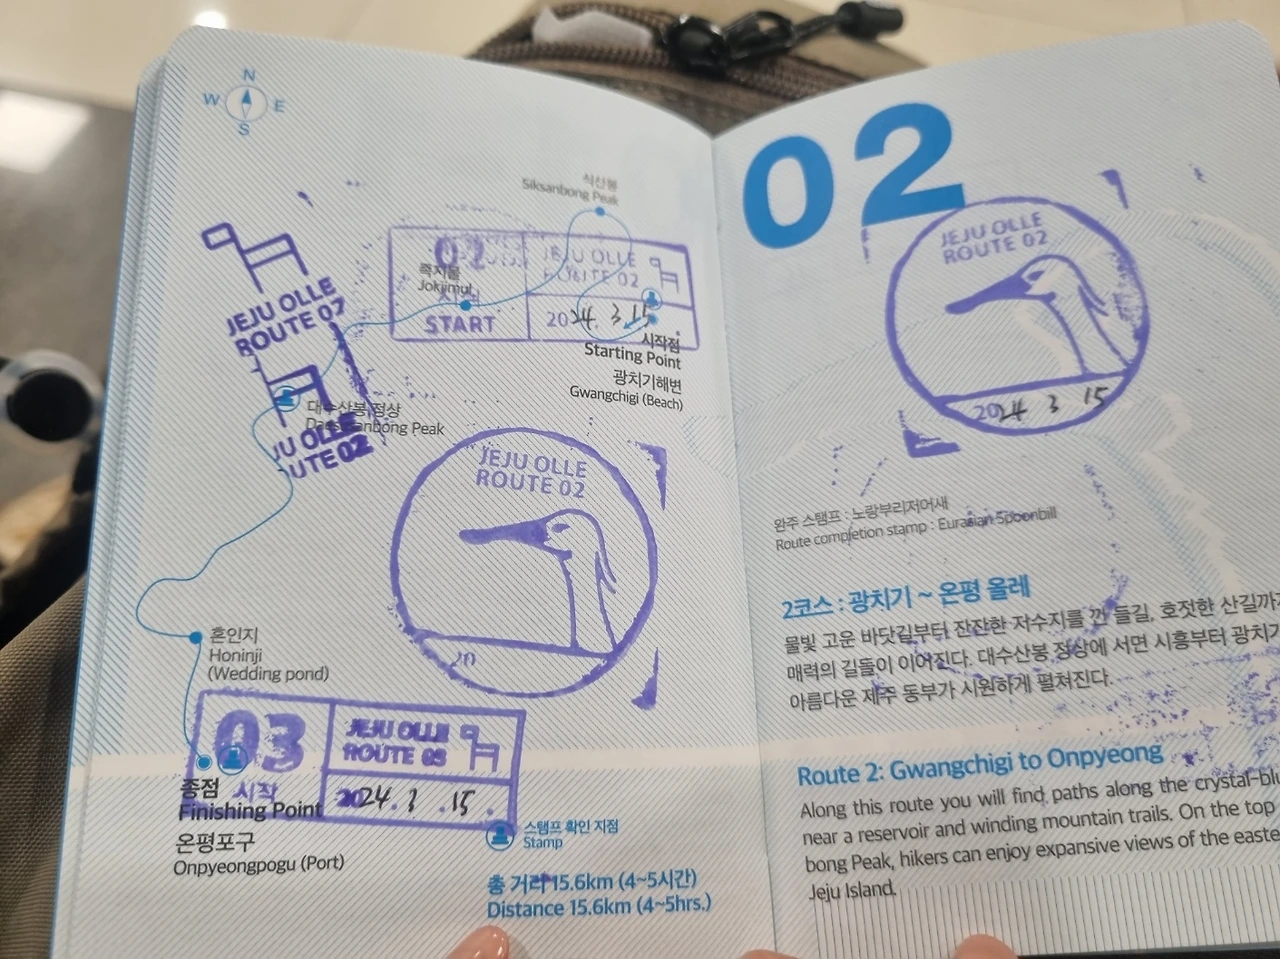 N
W E
S
식산봉
Siksanbong Peak
JEJU OLLE
ROUTE 02
02
START
JEJU OLLE
ROUTE 02
2024. 3. 15
족지물
Jokjimul
시작점
Starting Point
광치기해변
Gwangchigi (Beach)
대수산봉 정상
Daesusanbong Peak
JU OLLE
UTE 02
JEJU OLLE
ROUTE 02
20
혼인지
Honinji
(Wedding pond)
03
시작
JEJU OLLE
ROUTE 03
2024. 3 .15.
종점
Finishing Point
온평포구
Onpyeongpogu (Port)
스탬프 확인 지점
Stamp
총 거리 15.6km (4~5시간)
Distance 15.6km (4~5hrs.)
02
JEJU OLLE
ROUTE 02
2024 3 15
완주 스탬프 : 노랑부리저어새
Route completion stamp : Eurasian Spoonbill
2코스 : 광치기 ~ 온평 올레
물빛 고운 바닷길부터 잔잔한 저수지를 낀 들길, 호젓한 산길까지
매력의 길들이 이어진다. 대수산봉 정상에 서면 시흥부터 광치기
아름다운 제주 동부가 시원하게 펼쳐진다.
Route 2: Gwangchigi to Onpyeong
Along this route you will find paths along the crystal-blu
near a reservoir and winding mountain trails. On the top
bong Peak, hikers can enjoy expansive views of the easte
Jeju Island.